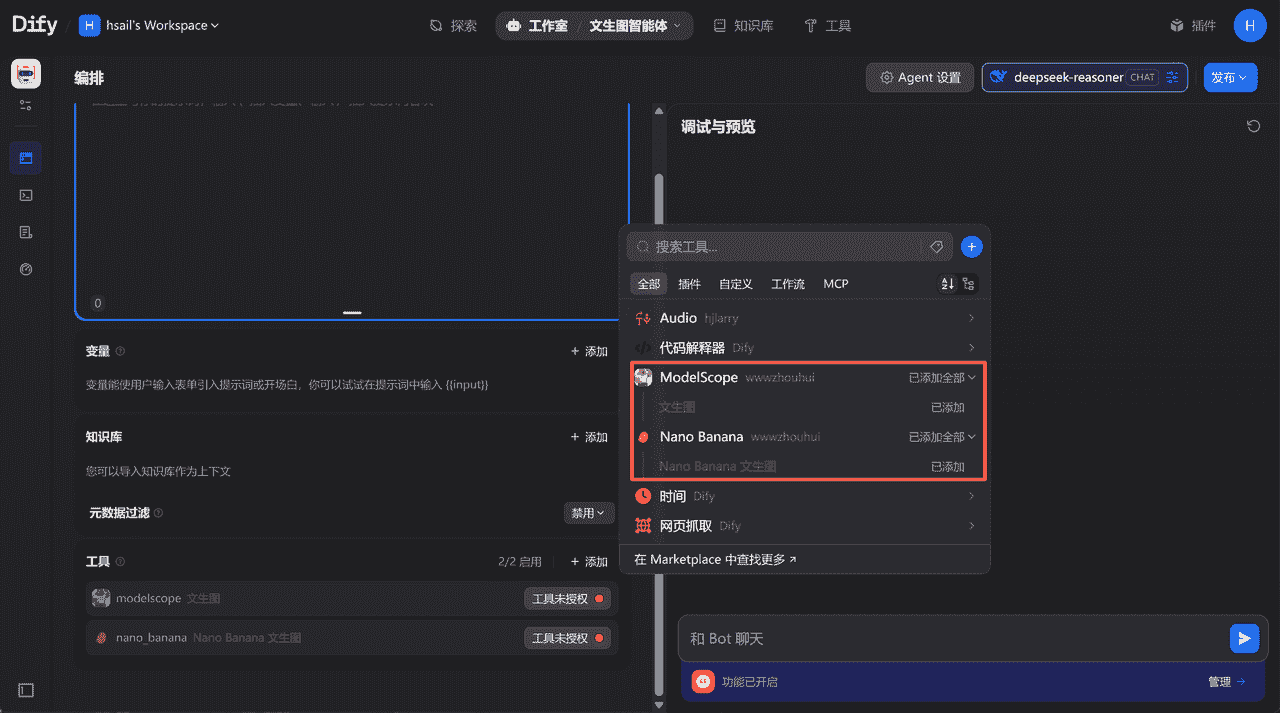 Dify / H hsail's Workspace
探索
工作室 / 文生图智能体
知识库
工具
插件
H
编排
Agent 设置
deepseek-reasoner CHAT
发布
0
变量
+ 添加
变量能使用户输入表单引入提示词或开场白，你可以试试在提示词中输入 {{input}}
知识库
+ 添加
您可以导入知识库作为上下文
元数据过滤
禁用
工具
2/2 启用
+ 添加
modelscope 文生图
工具未授权
nano_banana Nano Banana 文生图
工具未授权
调试与预览
搜索工具...
全部 插件 自定义 工作流 MCP
Audio hjlarry
代码解释器 Dify
ModelScope wwwzhouhui 已添加全部
文生图 已添加
Nano Banana wwwzhouhui 已添加全部
Nano Banana 文生图 已添加
时间 Dify
网页抓取 Dify
在 Marketplace 中查找更多
和 Bot 聊天
功能已开启
管理